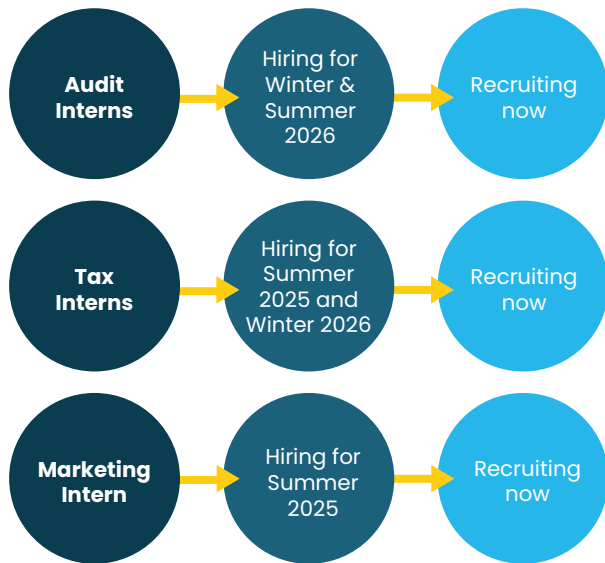 Audit
Interns
Hiring for
Winter &
Summer
2026
Recruiting
now
Tax
Interns
Hiring for
Summer
2025 and
Winter 2026
Recruiting
now
Marketing
Intern
Hiring for
Summer
2025
Recruiting
now